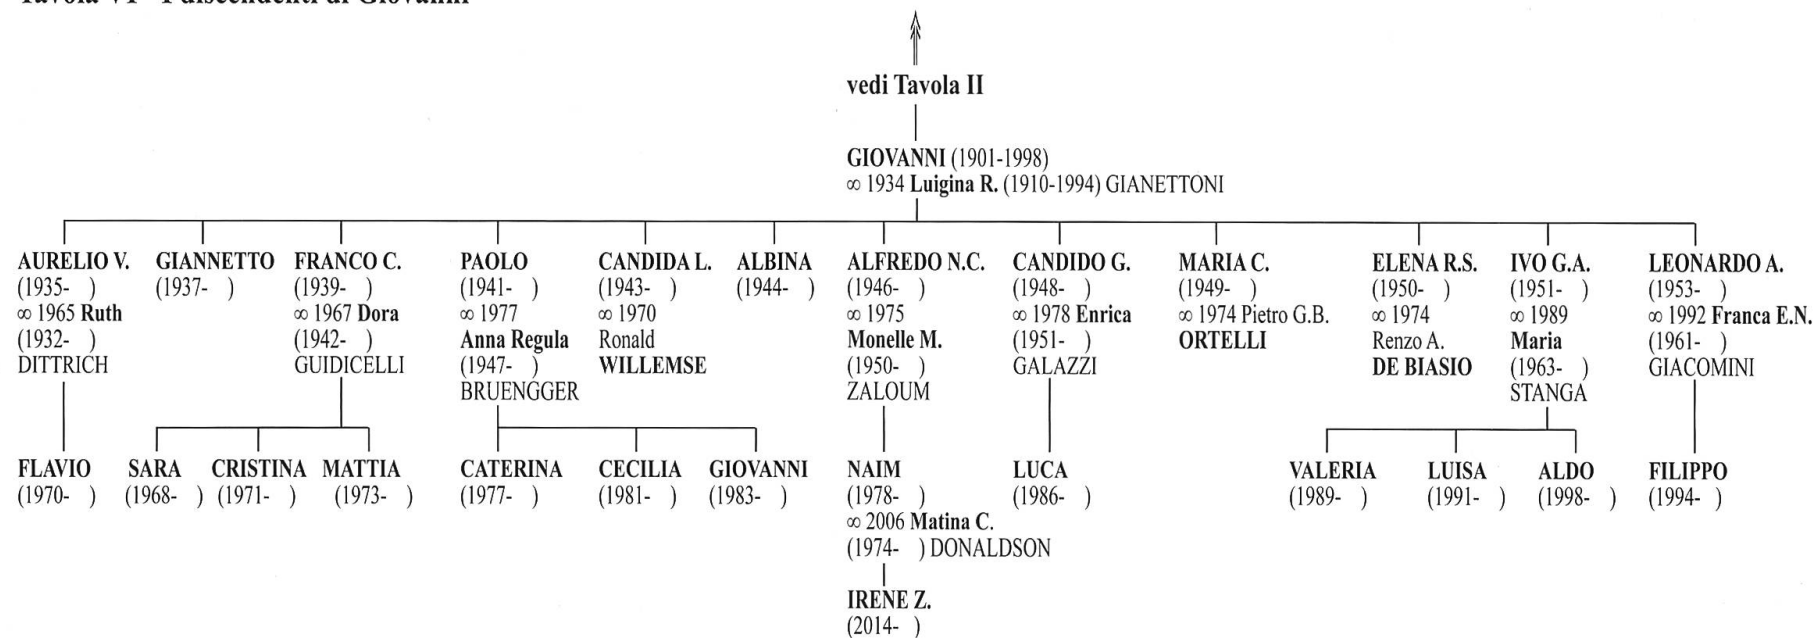 Tavola VI - I discendenti di Giovanni
vedi Tavola II
GIOVANNI (1901-1998)
∞ 1934 Luigina R. (1910-1994) GIANETTONI
AURELIO V.
(1935- )
∞ 1965 Ruth
(1932- )
DITTRICH
GIANNETTO
(1937- )
FRANCO C.
(1939- )
∞ 1967 Dora
(1942- )
GUIDICELLI
PAOLO
(1941- )
∞ 1977
Anna Regula
(1947- )
BRUENGGER
CANDIDA L.
(1943- )
∞ 1970
Ronald
WILLEMSE
ALBINA
(1944- )
ALFREDO N.C.
(1946- )
∞ 1975
Monelle M.
(1950- )
ZALOUM
CANDIDO G.
(1948- )
∞ 1978 Enrica
(1951- )
GALAZZI
MARIA C.
(1949- )
∞ 1974 Pietro G.B.
ORTELLI
ELENA R.S.
(1950- )
∞ 1974
Renzo A.
DE BIASIO
IVO G.A.
(1951- )
∞ 1989
Maria
(1963- )
STANGA
LEONARDO A.
(1953- )
∞ 1992 Franca E.N.
(1961- )
GIACOMINI
FLAVIO
(1970- )
SARA
(1968- )
CRISTINA
(1971- )
MATTIA
(1973- )
CATERINA
(1977- )
CECILIA
(1981- )
GIOVANNI
(1983- )
NAIM
(1978- )
∞ 2006 Matina C.
(1974- ) DONALDSON
LUCA
(1986- )
VALERIA
(1989- )
LUISA
(1991- )
ALDO
(1998- )
FILIPPO
(1994- )
IRENE Z.
(2014- )